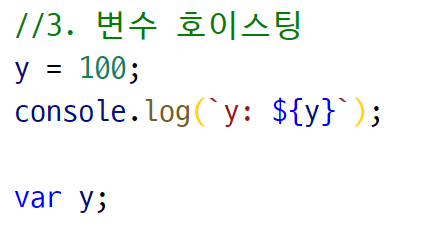 //3. 변수 호이스팅
y = 100;
console.log(`y: ${y}`);
var y;